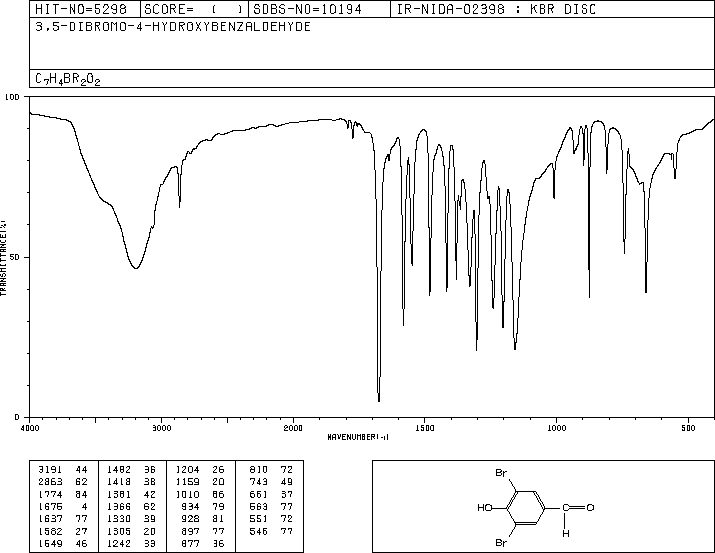 HIT-NO=5298 SCORE= ( ) SDBS-NO=10194 IR-NIDA-02398 : KBR DISC
3,5-DIBROMO-4-HYDROXYBENZALDEHYDE
C7H4BR2O2
100
50
0
TRANSMITTANCE(%)
4000 3000 2000 1500 1000 500
WAVENUMBER(-1)
3191 44 1482 36 1204 26 810 72
2863 62 1418 38 1159 20 743 49
1774 84 1381 42 1010 86 661 37
1675 4 1366 62 934 79 563 77
1637 77 1330 39 928 81 551 72
1582 27 1305 20 897 77 546 77
1549 46 1242 33 877 36
Br
HO
C=O
H
Br